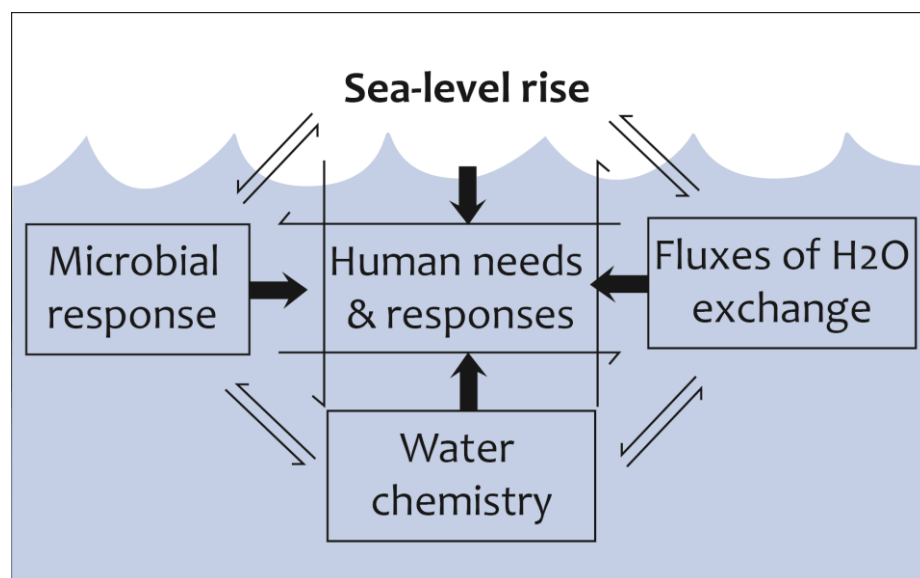 Sea-level rise
Microbial
response
Human needs
& responses
Fluxes of H2O
exchange
Water
chemistry